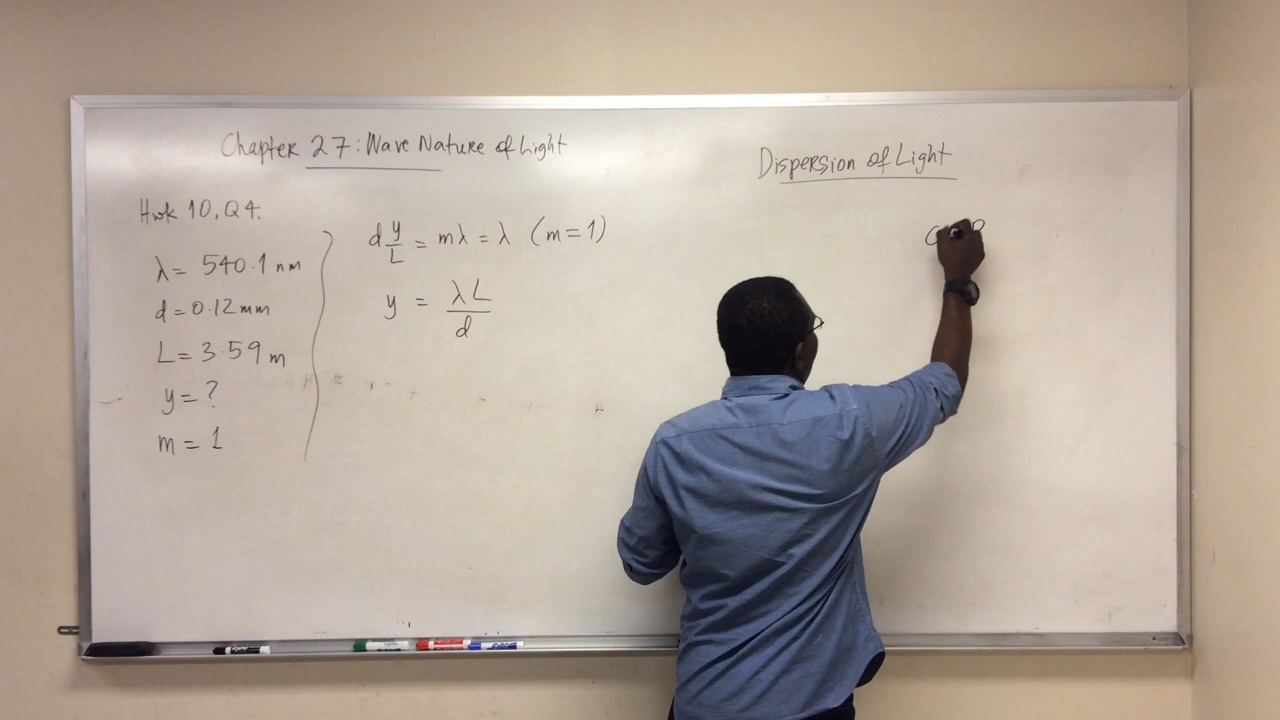 Chapter 27: Wave Nature of Light
Hwk 10, Q4.
λ = 540.1 nm
d = 0.12 mm
L = 3.59 m
y = ?
m = 1
d y/L = mλ = λ (m = 1)
y = λL/d
Dispersion of Light